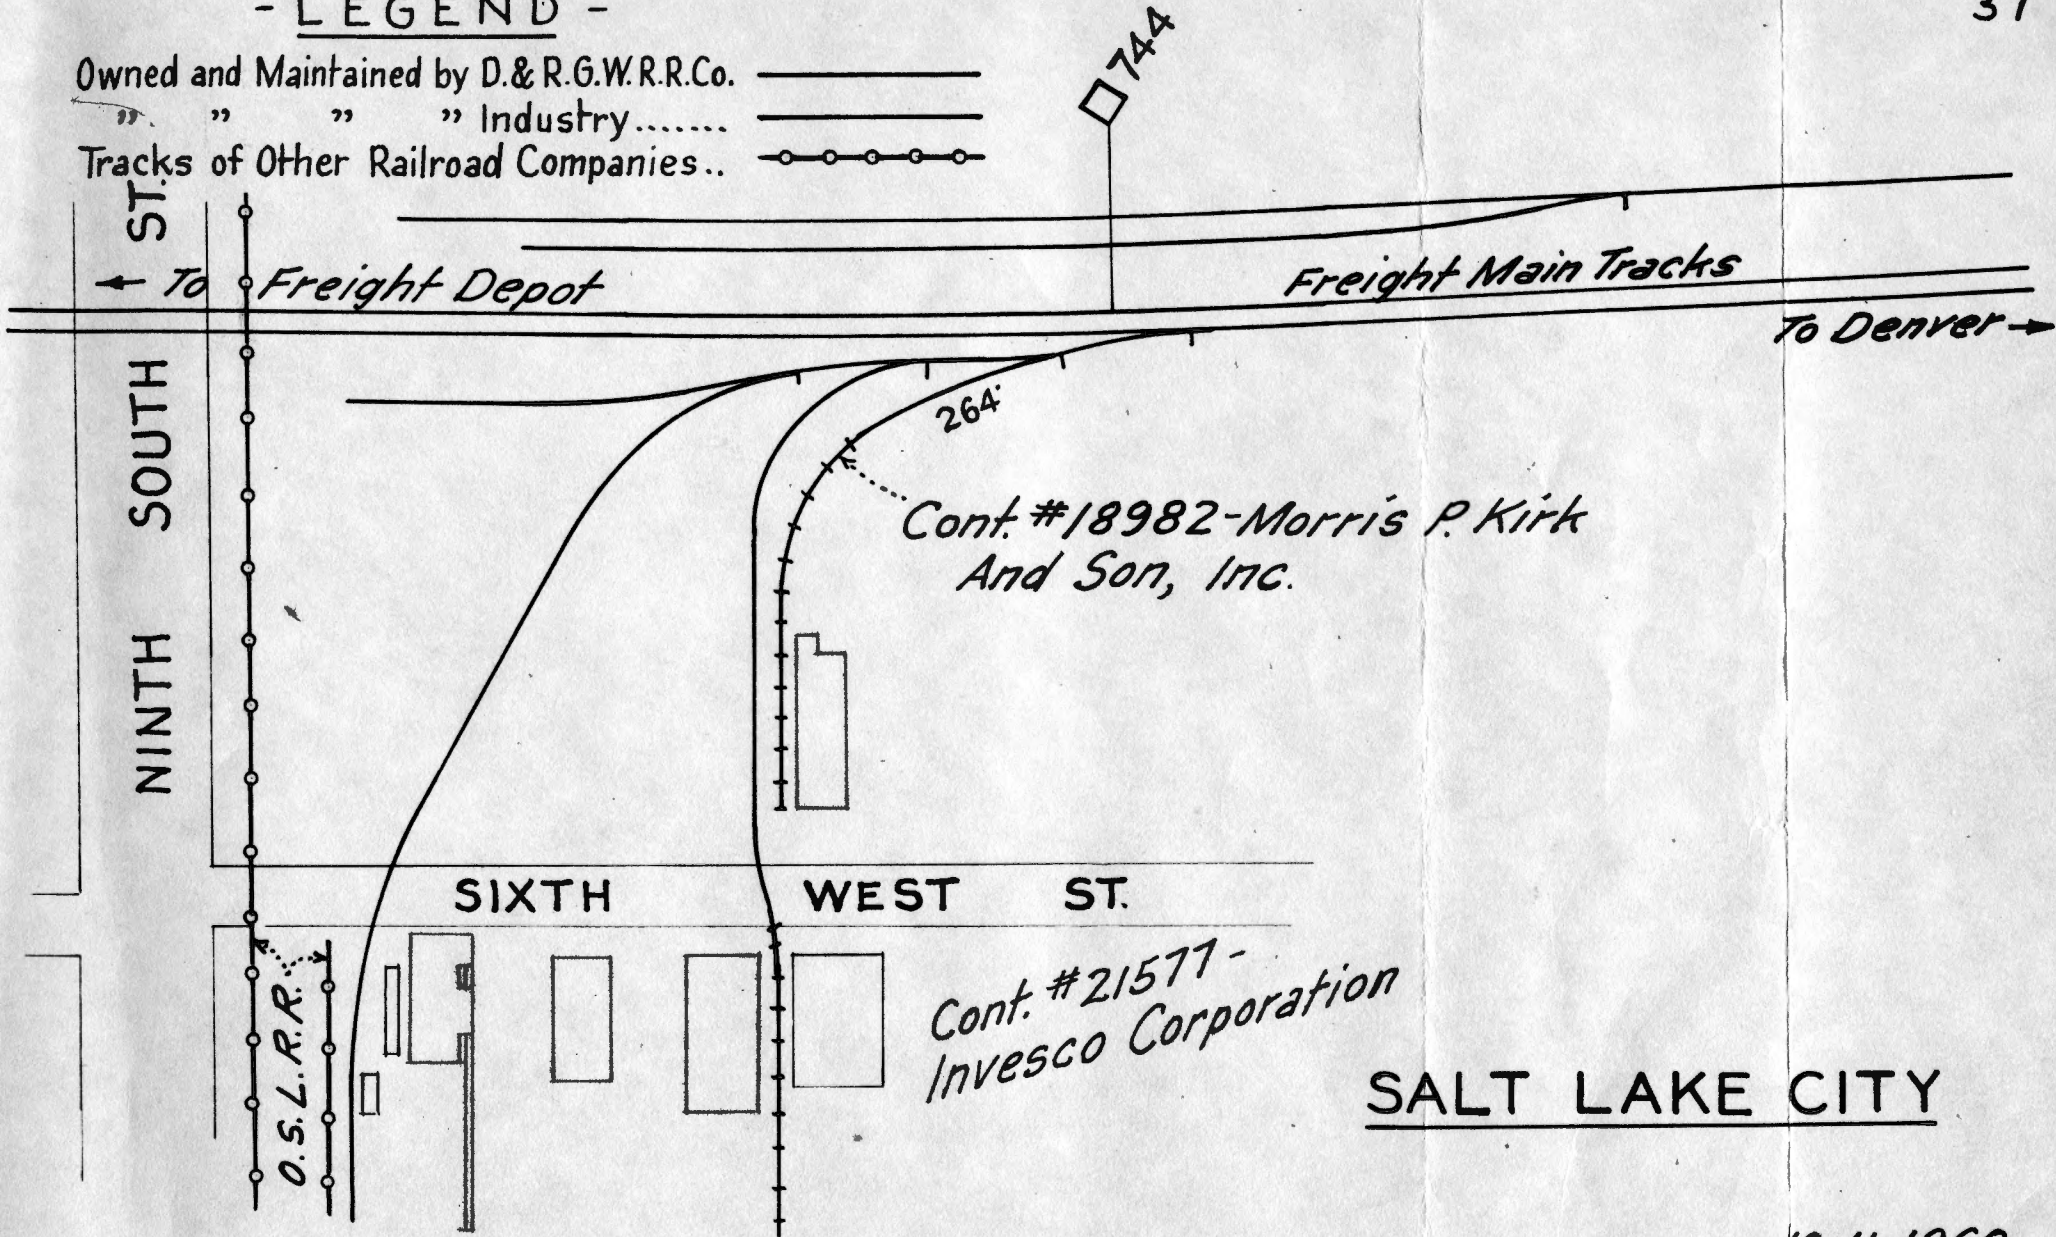 - LEGEND -
37
Owned and Maintained by D.& R.G.W.R.R.Co.
” ” ” ” Industry.......
Tracks of Other Railroad Companies..
744
NINTH SOUTH ST.
← To Freight Depot
Freight Main Tracks
To Denver →
264'
Cont. #18982-Morris P. Kirk
And Son, Inc.
SIXTH WEST ST.
O.S.L.R.R.
Cont. #21577-
Invesco Corporation
SALT LAKE CITY